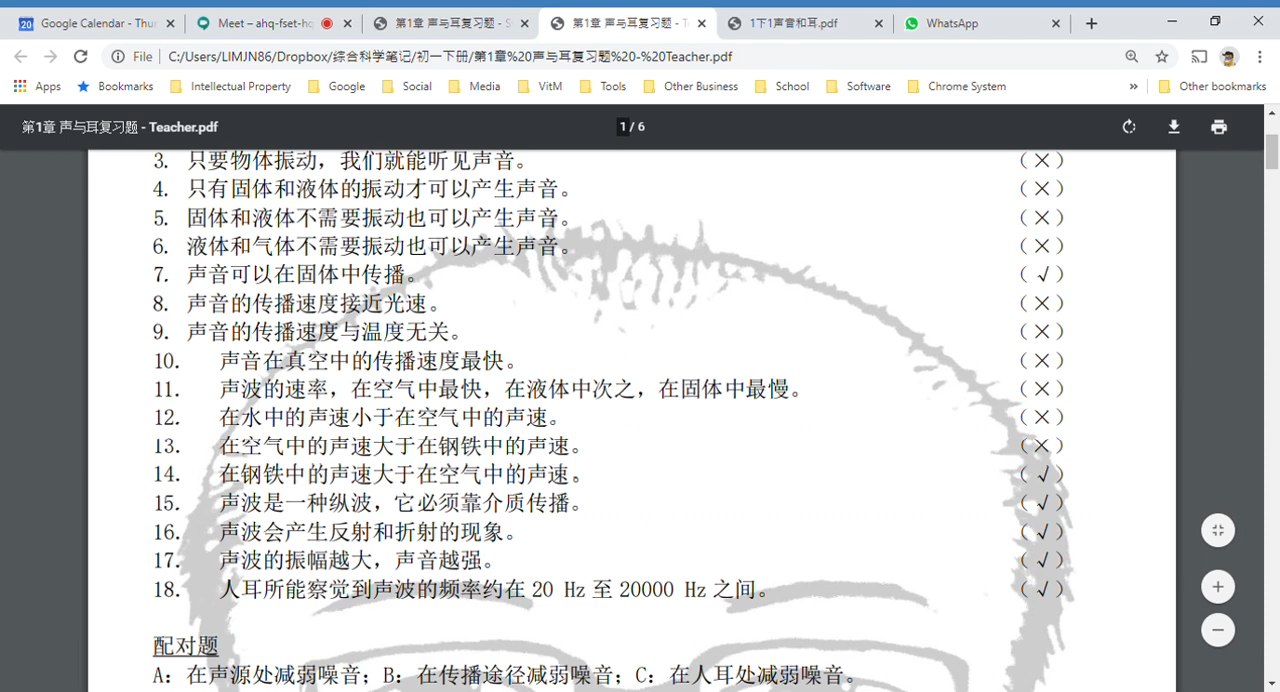 20 Google Calendar - Thur
Meet – ahq-fset-hq
第1章 声与耳复习题 - S
第1章 声与耳复习题 - T
1下1声音和耳.pdf
WhatsApp
File | C:/Users/LIMJN86/Dropbox/综合科学笔记/初一下册/第1章%20声与耳复习题%20-%20Teacher.pdf
Apps Bookmarks Intellectual Property Google Social Media VitM Tools Other Business School Software Chrome System » Other bookmarks
第1章 声与耳复习题 - Teacher.pdf 1 / 6
3. 只要物体振动，我们就能听见声音。 （×）
4. 只有固体和液体的振动才可以产生声音。 （×）
5. 固体和液体不需要振动也可以产生声音。 （×）
6. 液体和气体不需要振动也可以产生声音。 （×）
7. 声音可以在固体中传播。 （√）
8. 声音的传播速度接近光速。 （×）
9. 声音的传播速度与温度无关。 （×）
10. 声音在真空中的传播速度最快。 （×）
11. 声波的速率，在空气中最快，在液体中次之，在固体中最慢。 （×）
12. 在水中的声速小于在空气中的声速。 （×）
13. 在空气中的声速大于在钢铁中的声速。 （×）
14. 在钢铁中的声速大于在空气中的声速。 （√）
15. 声波是一种纵波，它必须靠介质传播。 （√）
16. 声波会产生反射和折射的现象。 （√）
17. 声波的振幅越大，声音越强。 （√）
18. 人耳所能察觉到声波的频率约在 20 Hz 至 20000 Hz 之间。 （√）
配对题
A：在声源处减弱噪音；B：在传播途径减弱噪音；C：在人耳处减弱噪音。